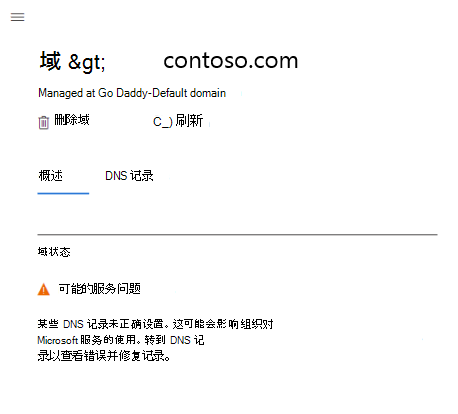 域 &gt; contoso.com
Managed at Go Daddy-Default domain
删除域 C_) 刷新
概述 DNS 记录
域状态
可能的服务问题
某些 DNS 记录未正确设置。这可能会影响组织对
Microsoft 服务的使用。转到 DNS 记
录以查看错误并修复记录。